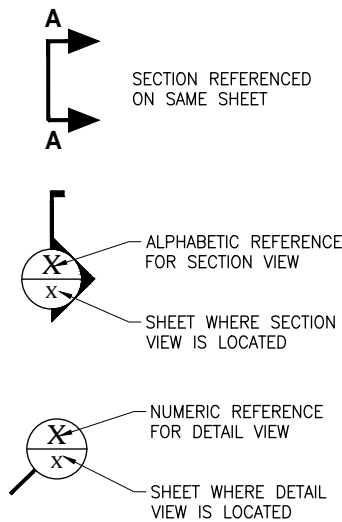 A
SECTION REFERENCED
ON SAME SHEET
A
X
ALPHABETIC REFERENCE
FOR SECTION VIEW
X
SHEET WHERE SECTION
VIEW IS LOCATED
X
NUMERIC REFERENCE
FOR DETAIL VIEW
X
SHEET WHERE DETAIL
VIEW IS LOCATED